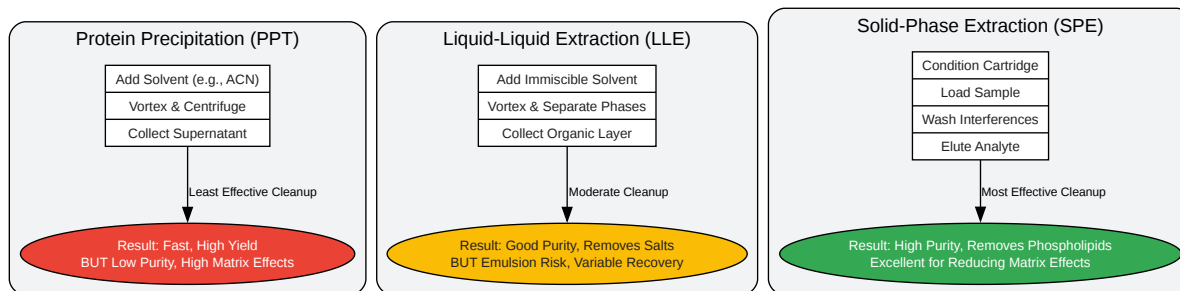 Protein Precipitation (PPT)
Add Solvent (e.g., ACN)
Vortex & Centrifuge
Collect Supernatant
Least Effective Cleanup
Result: Fast, High Yield
BUT Low Purity, High Matrix Effects
Liquid-Liquid Extraction (LLE)
Add Immiscible Solvent
Vortex & Separate Phases
Collect Organic Layer
Moderate Cleanup
Result: Good Purity, Removes Salts
BUT Emulsion Risk, Variable Recovery
Solid-Phase Extraction (SPE)
Condition Cartridge
Load Sample
Wash Interferences
Elute Analyte
Most Effective Cleanup
Result: High Purity, Removes Phospholipids
Excellent for Reducing Matrix Effects